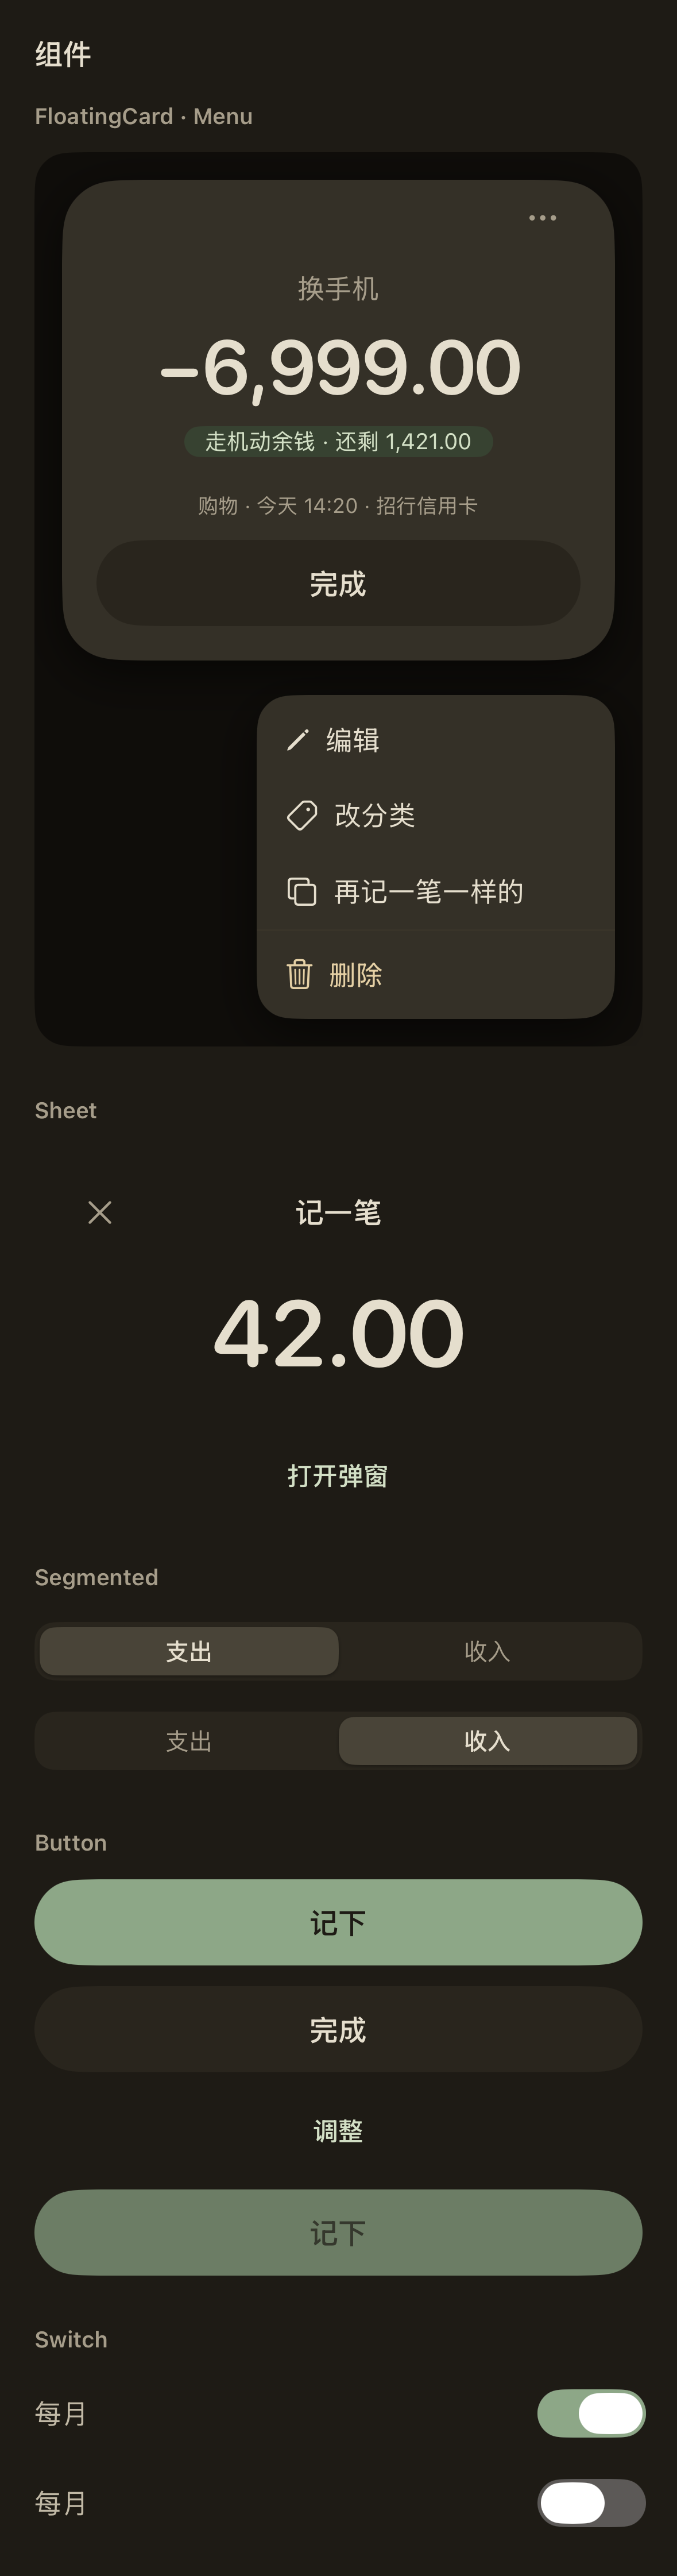 组件
FloatingCard · Menu
换手机
−6,999.00
走机动余钱 · 还剩 1,421.00
购物 · 今天 14:20 · 招行信用卡
完成
编辑
改分类
再记一笔一样的
删除
Sheet
记一笔
42.00
打开弹窗
Segmented
支出 收入
支出 收入
Button
记下
完成
调整
记下
Switch
每月
每月